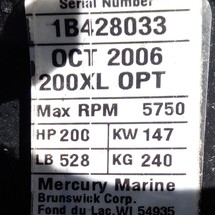 Serial Number
1B428033
OCT 2006
200XL OPT
Max RPM 5750
HP 200 KW 147
LB 528 KG 240
Mercury Marine
Brunswick Corp.
Fond du Lac, WI 54935